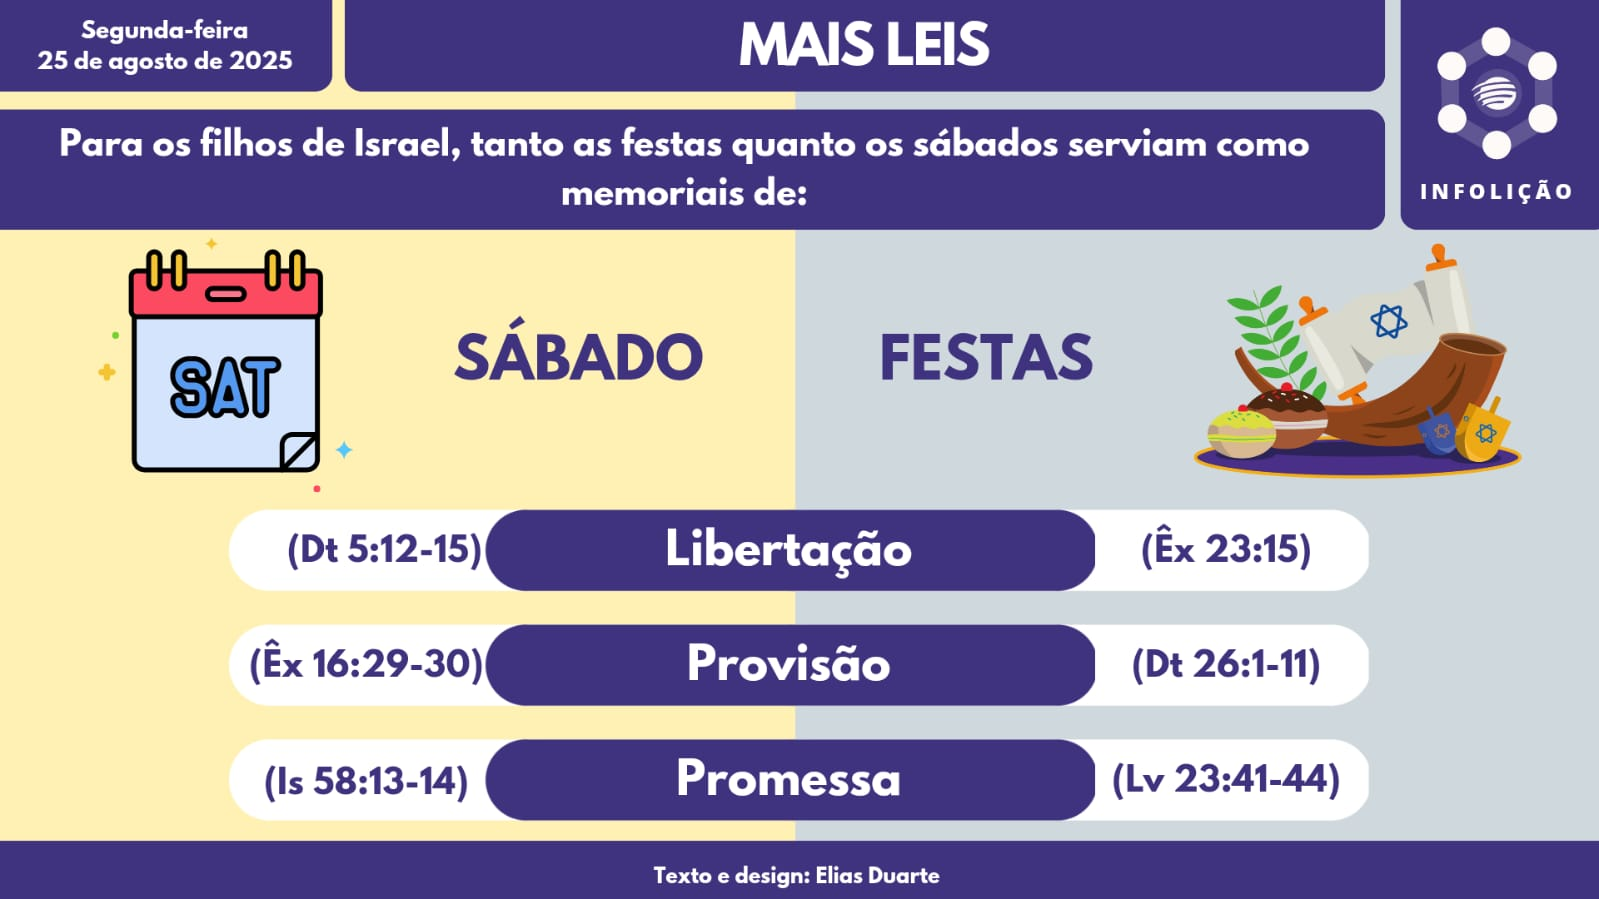 Segunda-feira
25 de agosto de 2025
MAIS LEIS
INFOLIÇÃO
Para os filhos de Israel, tanto as festas quanto os sábados serviam como
memoriais de:
SAT
SÁBADO
FESTAS
(Dt 5:12-15) Libertação (Êx 23:15)
(Êx 16:29-30) Provisão (Dt 26:1-11)
(Is 58:13-14) Promessa (Lv 23:41-44)
Texto e design: Elias Duarte